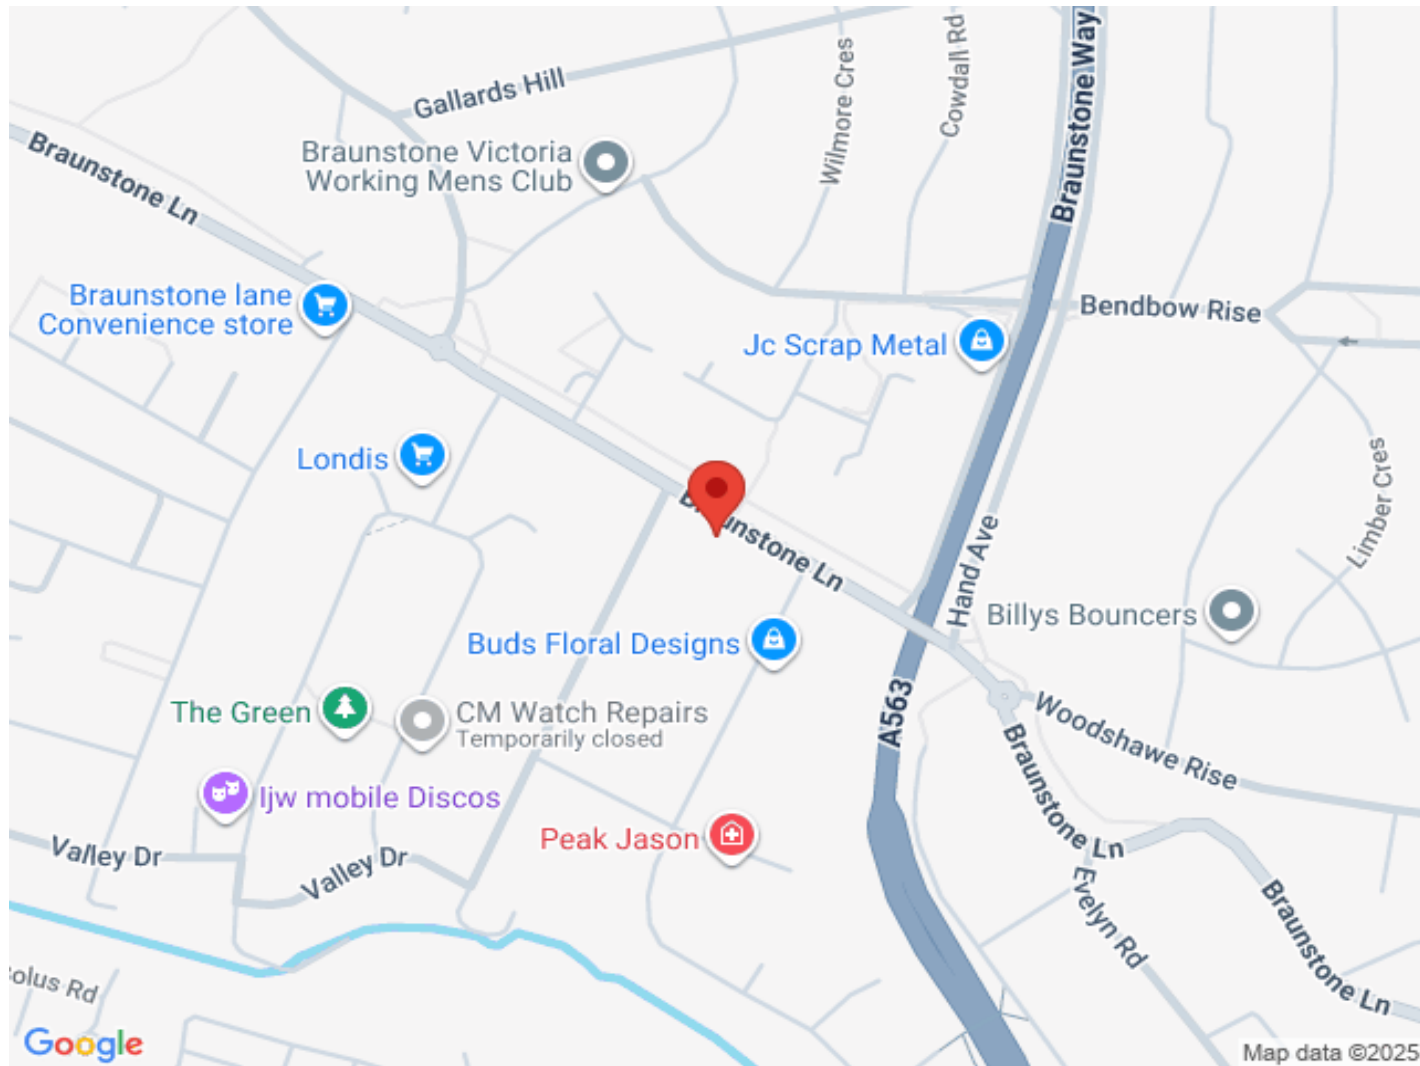 Gallards Hill
Wilmore Cres
Cowdall Rd
Braunstone Way
Braunstone Ln
Braunstone Victoria
Working Mens Club
Braunstone lane
Convenience store
Bendbow Rise
Jc Scrap Metal
Londis
Braunstone Ln
Limber Cres
Hand Ave
Billys Bouncers
Buds Floral Designs
The Green
CM Watch Repairs
Temporarily closed
A563
Woodshawe Rise
Braunstone Ln
ljw mobile Discos
Peak Jason
Valley Dr
Valley Dr
Evelyn Rd
Braunstone Ln
olus Rd
Google
Map data ©2025